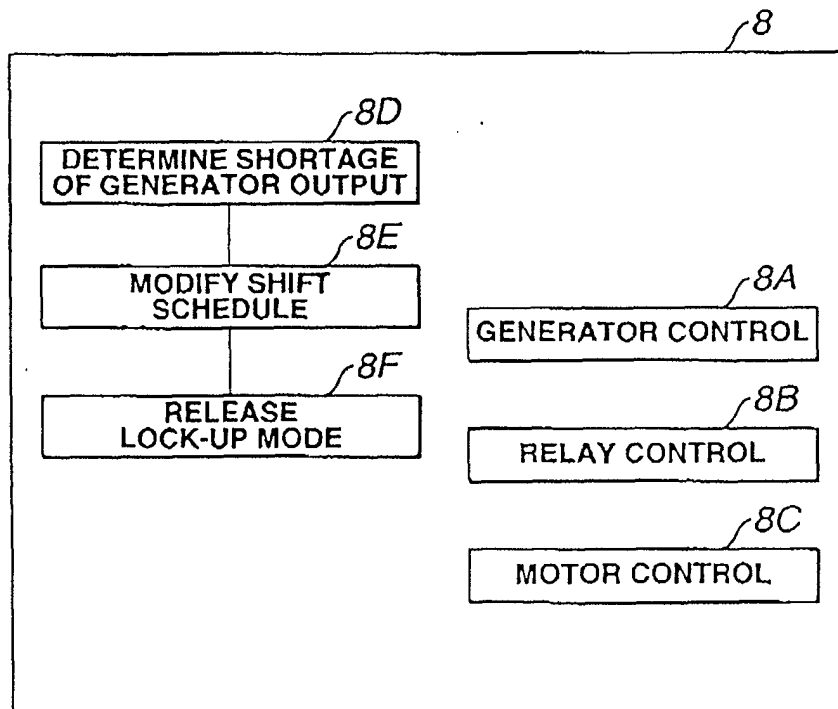 8
8D
DETERMINE SHORTAGE
OF GENERATOR OUTPUT
8E
MODIFY SHIFT
SCHEDULE
8F
RELEASE
LOCK-UP MODE
8A
GENERATOR CONTROL
8B
RELAY CONTROL
8C
MOTOR CONTROL